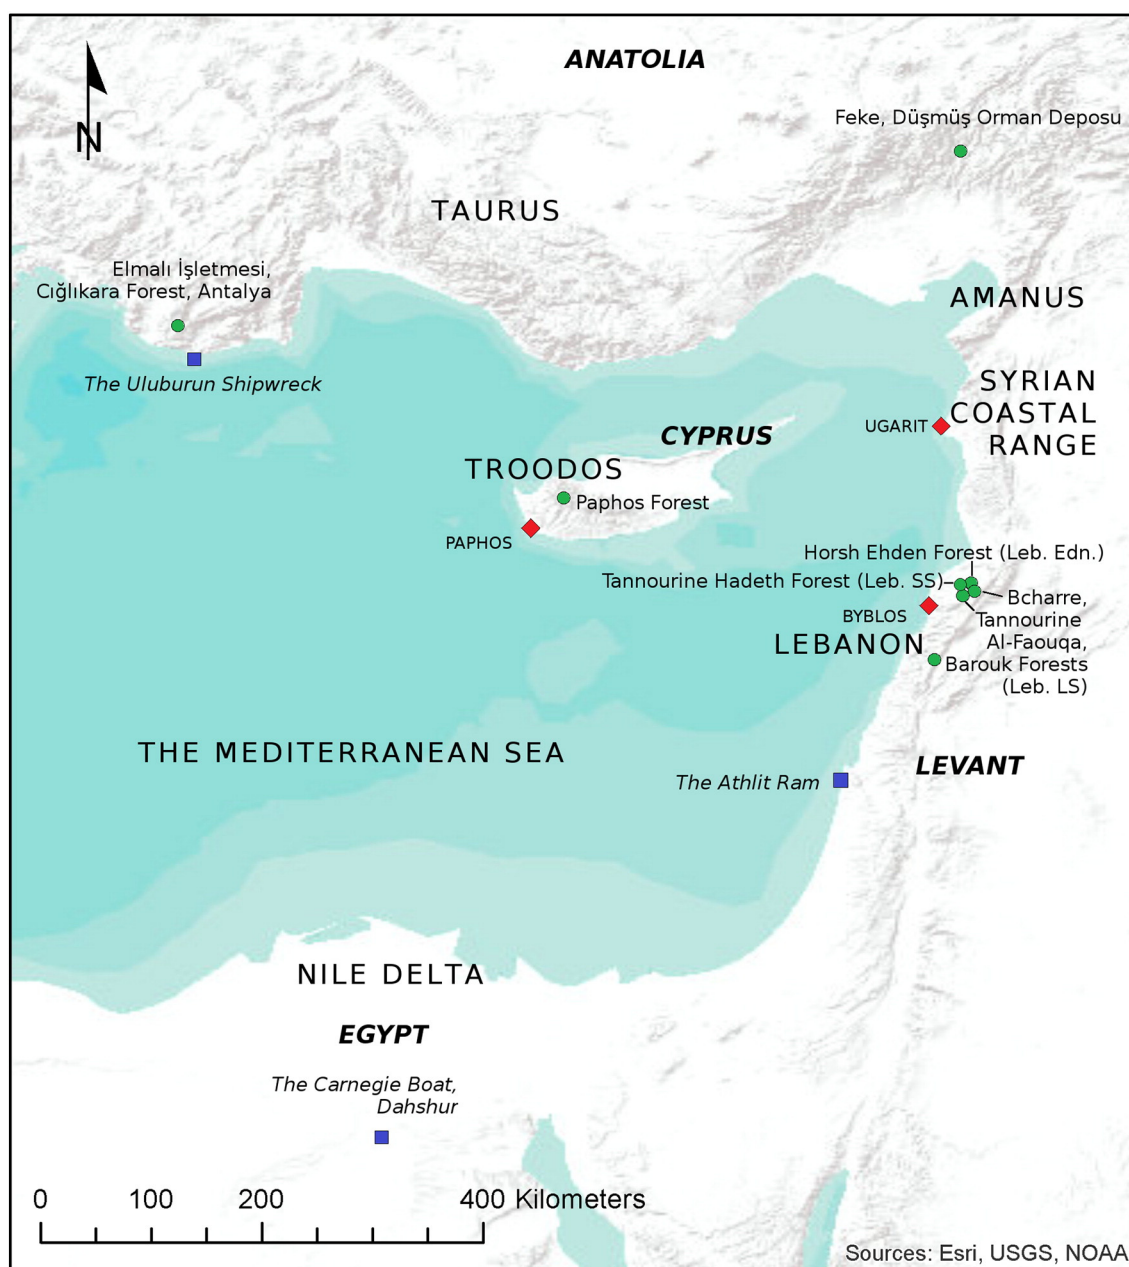 ANATOLIA
Feke, Düşmüş Orman Deposu
N
TAURUS
Elmalı İşletmesi,
Cığlıkara Forest, Antalya
AMANUS
The Uluburun Shipwreck
SYRIAN
COASTAL
RANGE
UGARIT
CYPRUS
TROODOS
Paphos Forest
PAPHOS
Horsh Ehden Forest (Leb. Edn.)
Tannourine Hadeth Forest (Leb. SS)
Bcharre,
Tannourine
Al-Faouqa,
Barouk Forests
(Leb. LS)
BYBLOS
LEBANON
THE MEDITERRANEAN SEA
LEVANT
The Athlit Ram
NILE DELTA
EGYPT
The Carnegie Boat,
Dahshur
0 100 200 400 Kilometers
Sources: Esri, USGS, NOAA